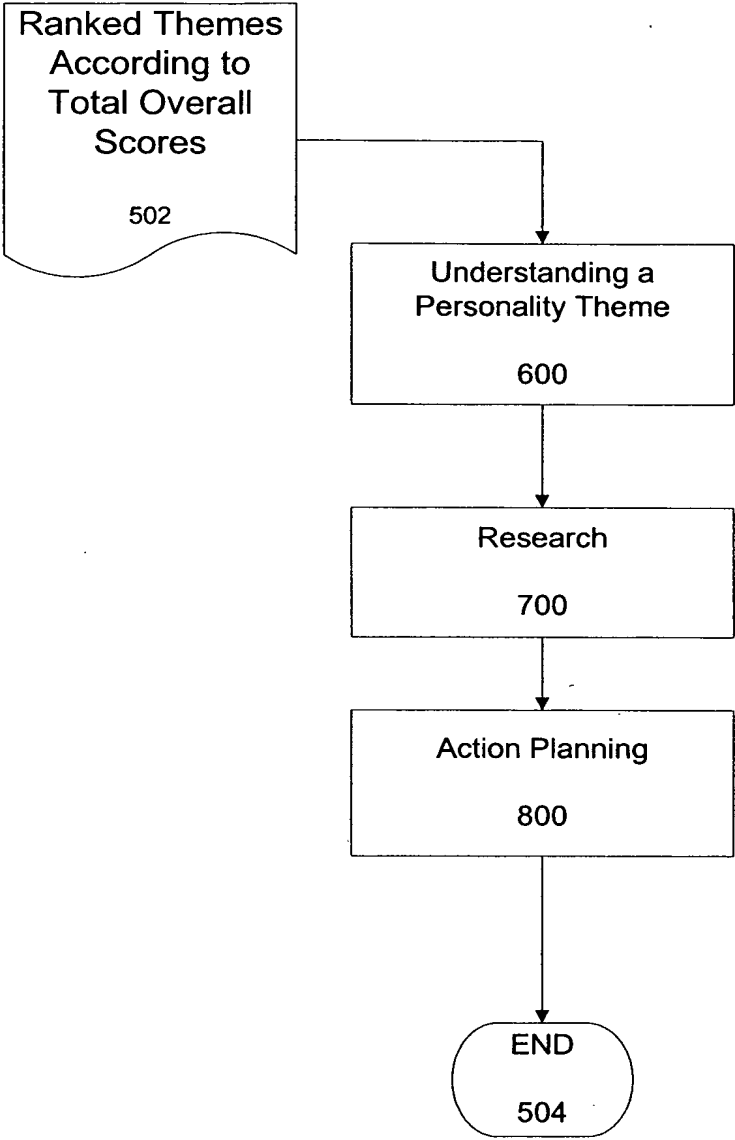 Ranked Themes
According to
Total Overall
Scores
502
Understanding a
Personality Theme
600
Research
700
Action Planning
800
END
504